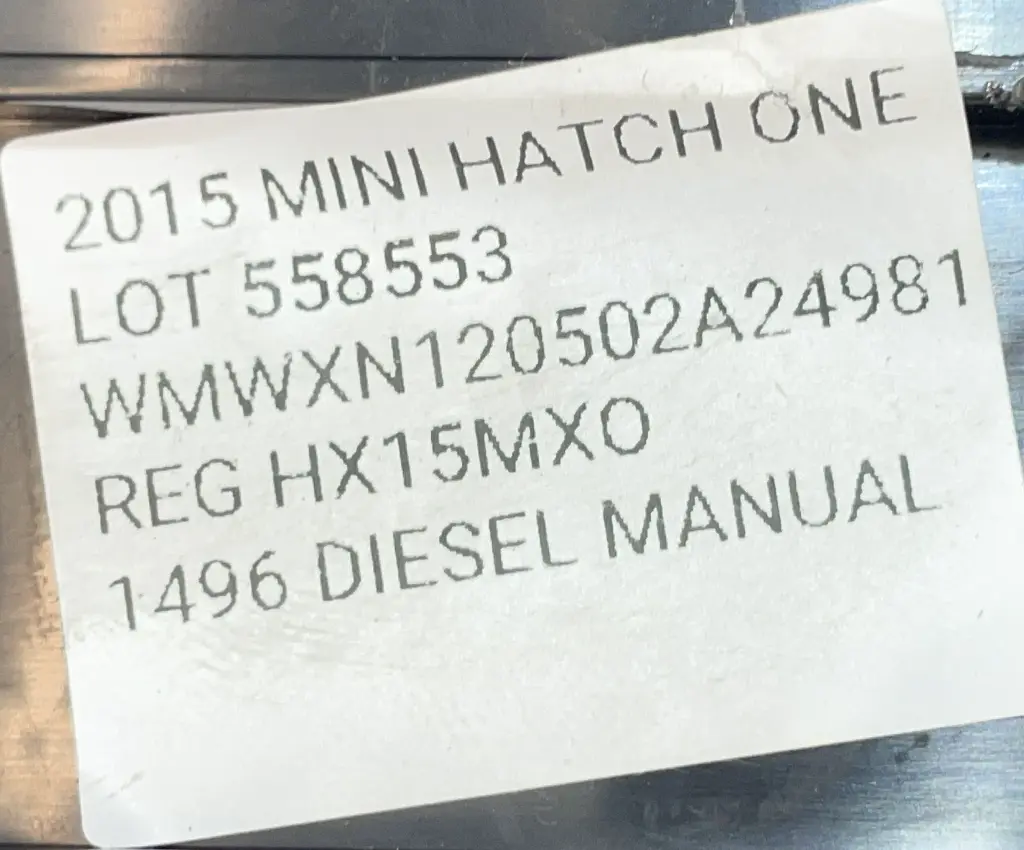 2015 MINI HATCH ONE
LOT 558553
WMWXN120502A24981
REG HX15MXO
1496 DIESEL MANUAL